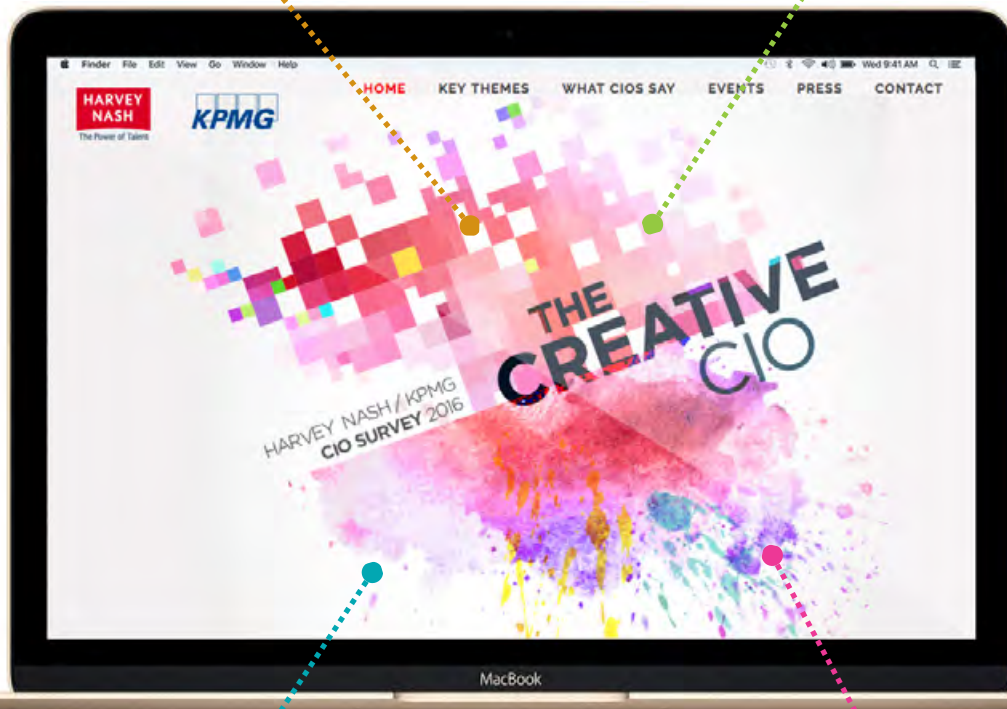 Finder File Edit View Go Window Help
Wed 9:41 AM
HARVEY
NASH
The Power of Talent
KPMG
HOME KEY THEMES WHAT CIOS SAY EVENTS PRESS CONTACT
THE
CREATIVE
CIO
HARVEY NASH / KPMG
CIO SURVEY 2016
MacBook